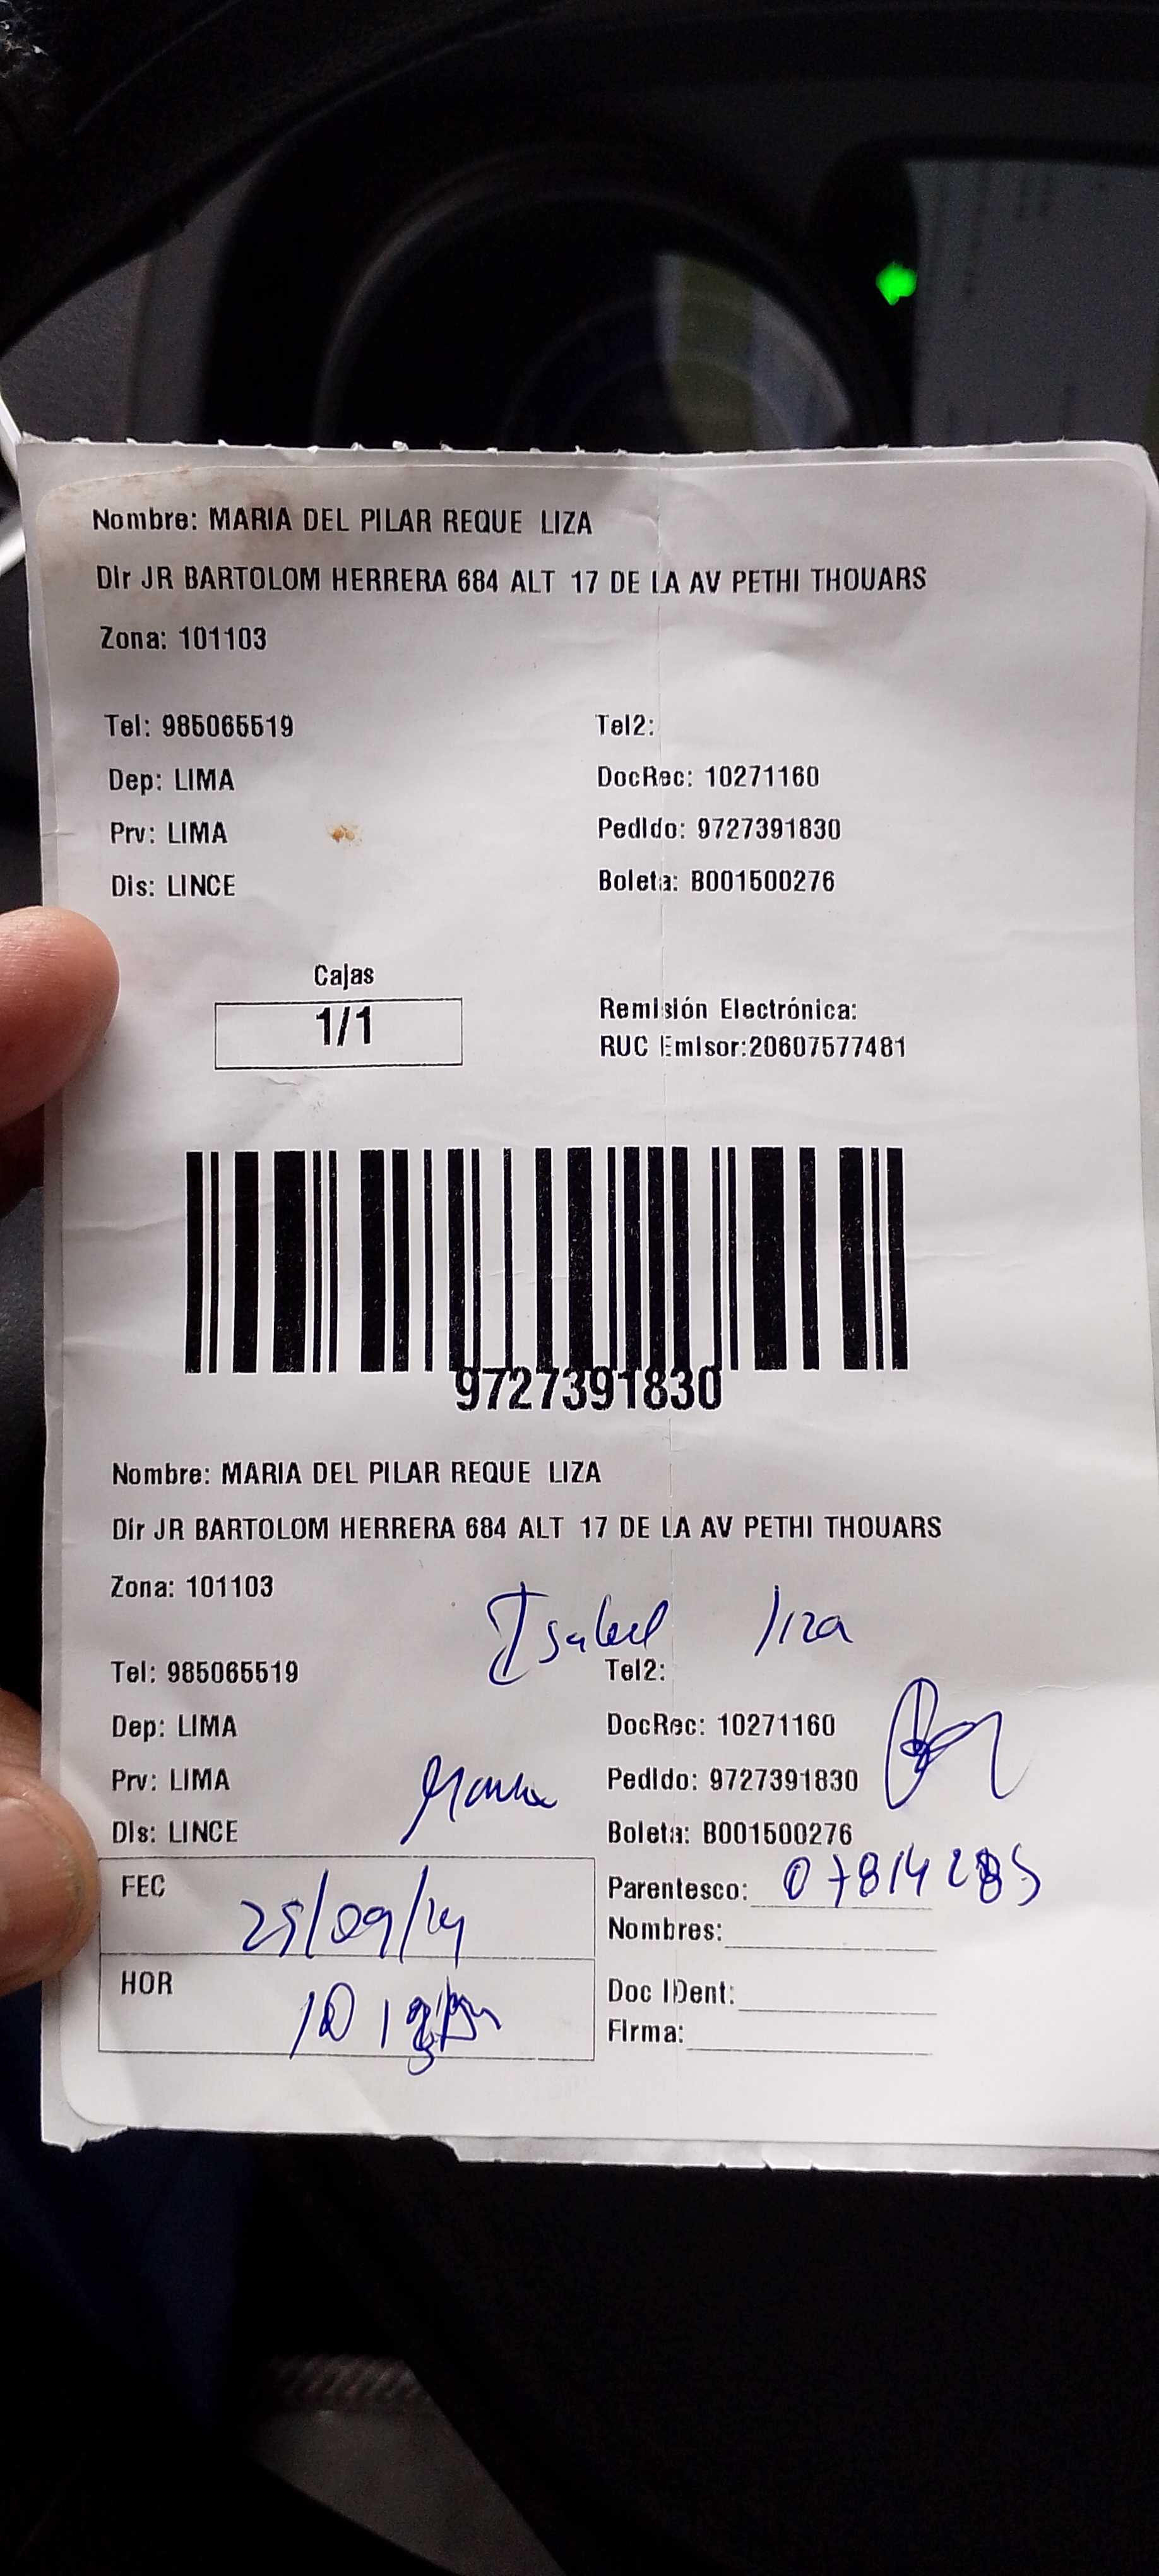 Nombre: MARIA DEL PILAR REQUE LIZA
Dir JR BARTOLOM HERRERA 684 ALT 17 DE LA AV PETHI THOUARS
Zona: 101103
Tel: 985065519 Tel2:
Dep: LIMA DocRec: 10271160
Prv: LIMA Pedido: 9727391830
Dis: LINCE Boleta: B001500276
Cajas
1/1
Remisión Electrónica:
RUC Emisor:20607577481
9727391830
Nombre: MARIA DEL PILAR REQUE LIZA
Dir JR BARTOLOM HERRERA 684 ALT 17 DE LA AV PETHI THOUARS
Zona: 101103
Isabel liza
Tel: 985065519 Tel2:
Dep: LIMA DocRec: 10271160
Prv: LIMA Pedido: 9727391830
Dis: LINCE Boleta: B001500276
FEC 25/09/24
Parentesco: 07814285
Nombres:
HOR
Doc IDent:
Firma: